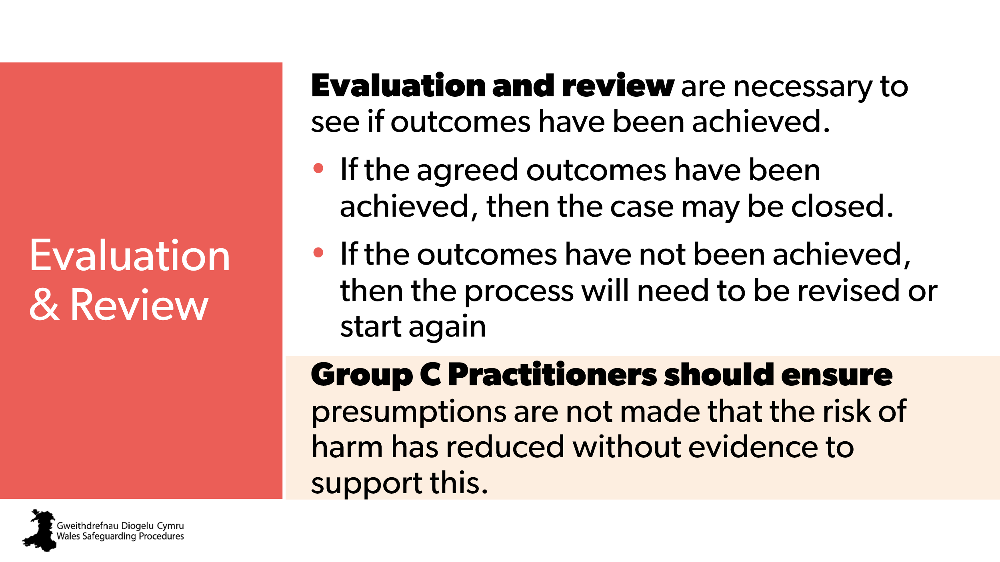 Evaluation
& Review
Evaluation and review are necessary to
see if outcomes have been achieved.
• If the agreed outcomes have been
achieved, then the case may be closed.
• If the outcomes have not been achieved,
then the process will need to be revised or
start again
Group C Practitioners should ensure
presumptions are not made that the risk of
harm has reduced without evidence to
support this.
Gweithdrefnau Diogelu Cymru
Wales Safeguarding Procedures